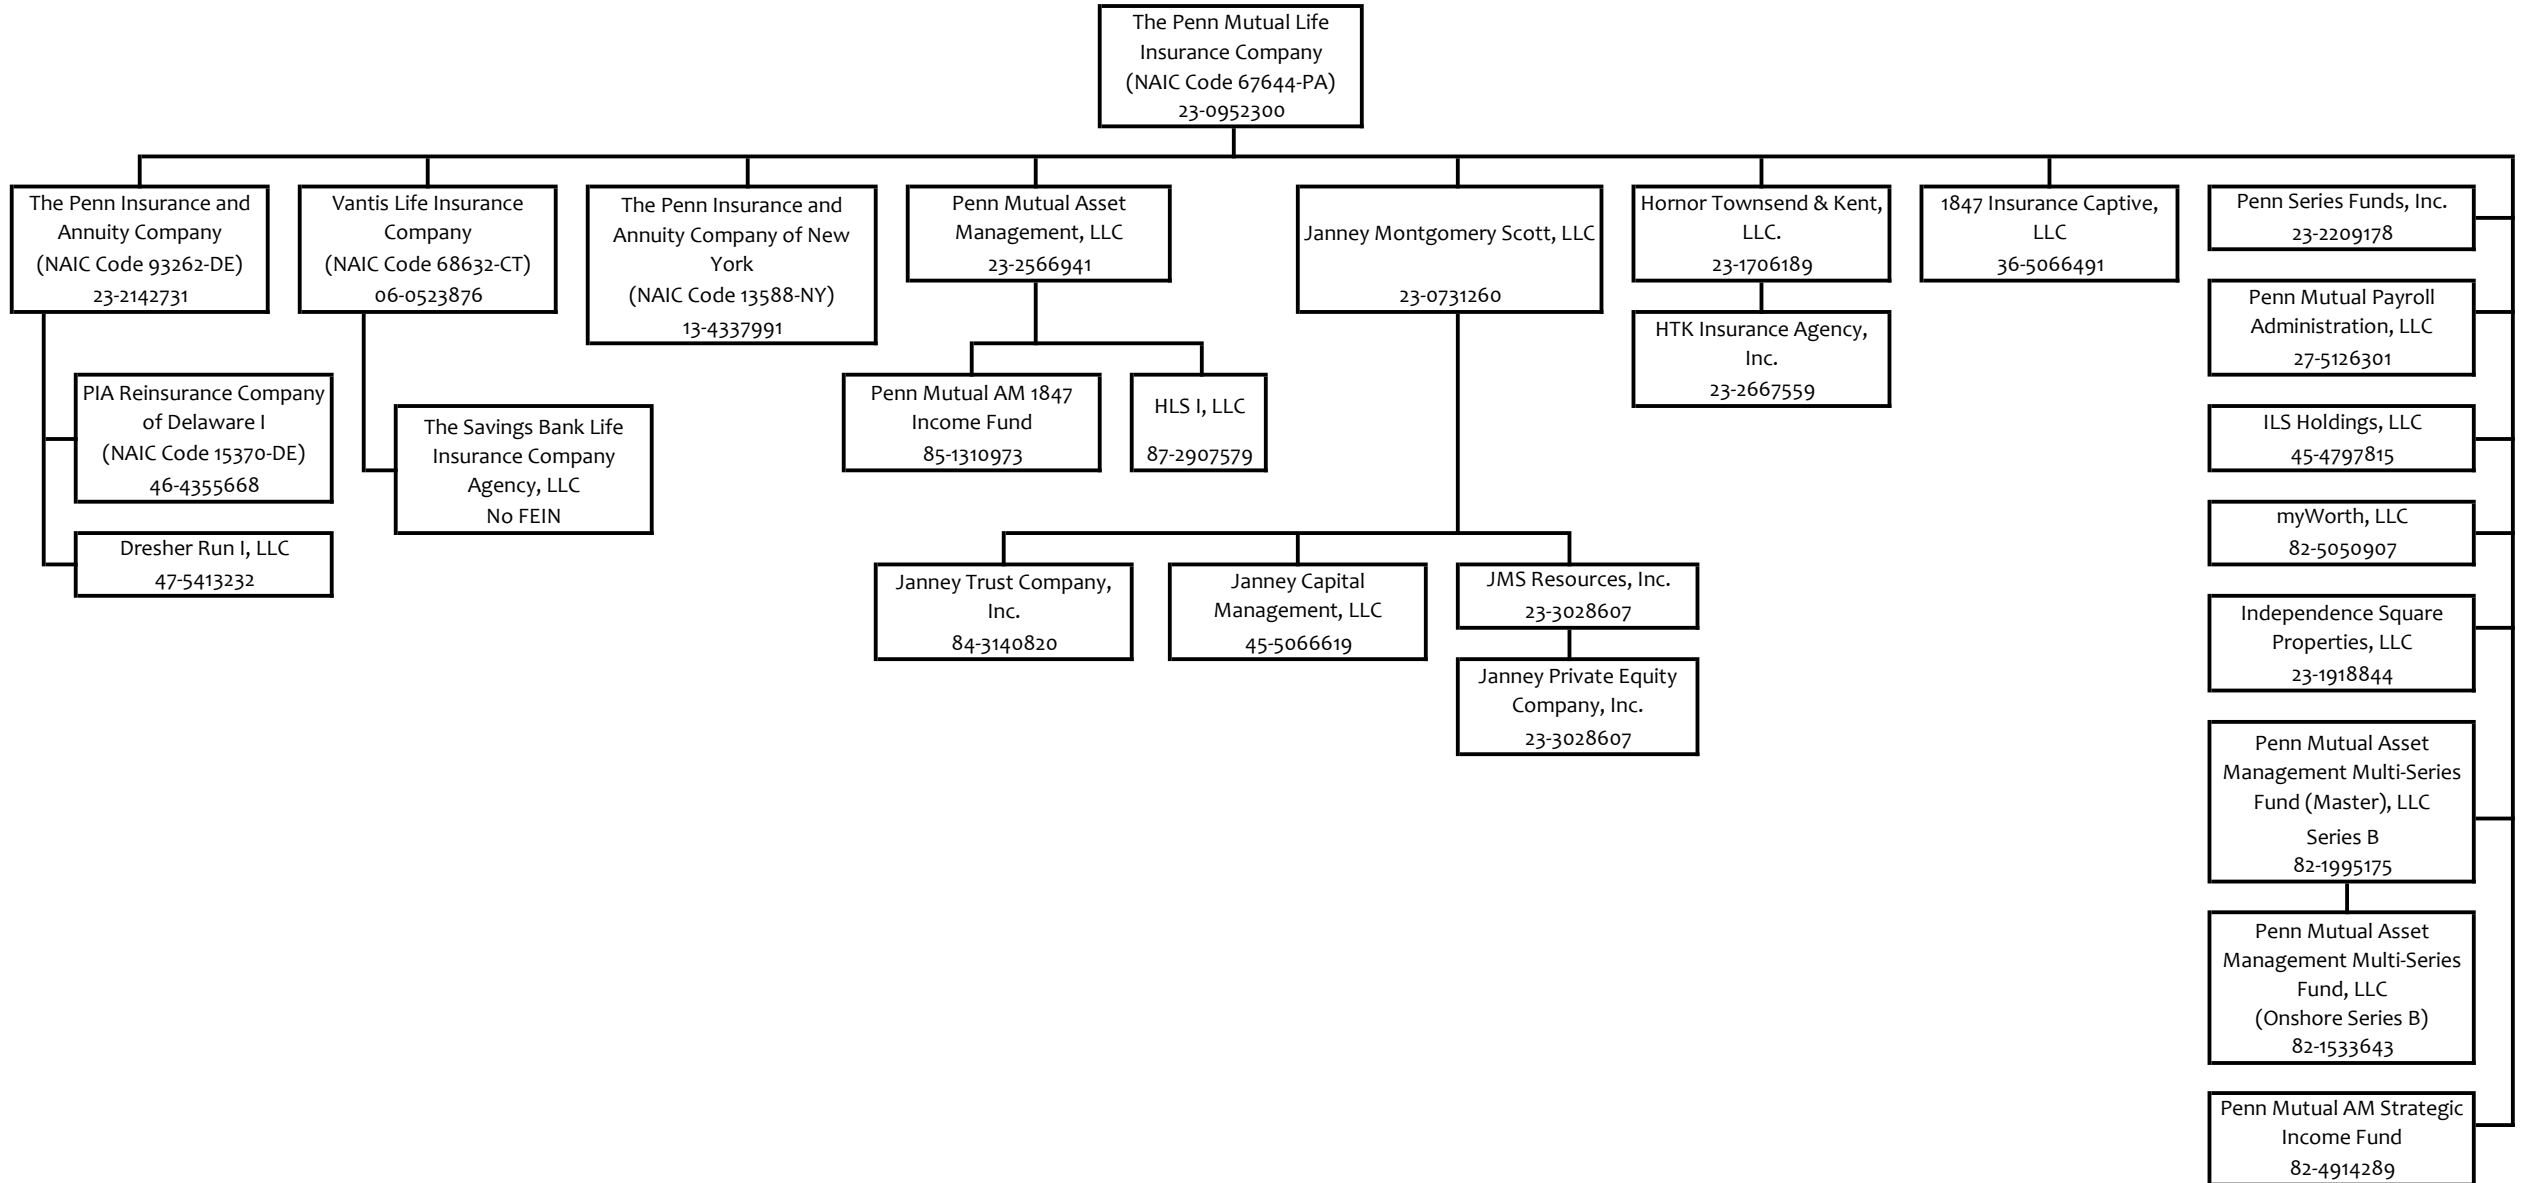 The Penn Mutual Life
Insurance Company
(NAIC Code 67644-PA)
23-0952300
The Penn Insurance and
Annuity Company
(NAIC Code 93262-DE)
23-2142731
Vantis Life Insurance
Company
(NAIC Code 68632-CT)
06-0523876
The Penn Insurance and
Annuity Company of New
York
(NAIC Code 13588-NY)
13-4337991
Penn Mutual Asset
Management, LLC
23-2566941
Janney Montgomery Scott, LLC
23-0731260
Hornor Townsend & Kent,
LLC.
23-1706189
1847 Insurance Captive,
LLC
36-5066491
Penn Series Funds, Inc.
23-2209178
Penn Mutual Payroll
Administration, LLC
27-5126301
HTK Insurance Agency,
Inc.
23-2667559
PIA Reinsurance Company
of Delaware I
(NAIC Code 15370-DE)
46-4355668
The Savings Bank Life
Insurance Company
Agency, LLC
No FEIN
Penn Mutual AM 1847
Income Fund
85-1310973
HLS I, LLC
87-2907579
ILS Holdings, LLC
45-4797815
myWorth, LLC
82-5050907
Dresher Run I, LLC
47-5413232
Janney Trust Company,
Inc.
84-3140820
Janney Capital
Management, LLC
45-5066619
JMS Resources, Inc.
23-3028607
Janney Private Equity
Company, Inc.
23-3028607
Independence Square
Properties, LLC
23-1918844
Penn Mutual Asset
Management Multi-Series
Fund (Master), LLC
Series B
82-1995175
Penn Mutual Asset
Management Multi-Series
Fund, LLC
(Onshore Series B)
82-1533643
Penn Mutual AM Strategic
Income Fund
82-4914289